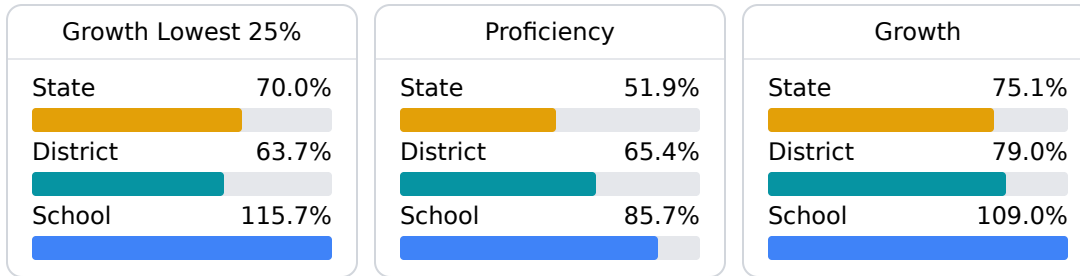 Growth Lowest 25%
State 70.0%
District 63.7%
School 115.7%
Proficiency
State 51.9%
District 65.4%
School 85.7%
Growth
State 75.1%
District 79.0%
School 109.0%